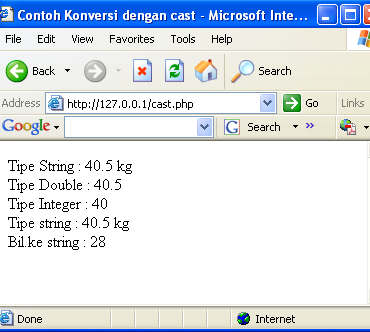 Contoh Konversi dengan cast - Microsoft Inte...
File Edit View Favorites Tools Help
Back Search
Address http://127.0.0.1/cast.php Go Links
Google - G Search »
Tipe String : 40.5 kg
Tipe Double : 40.5
Tipe Integer : 40
Tipe string : 40.5 kg
Bil.ke string : 28
Done Internet